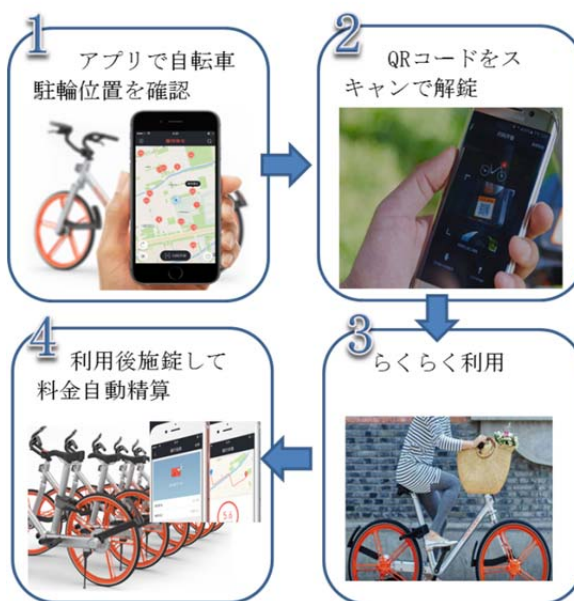 1
アプリで自転車
駐輪位置を確認
2
QRコードをス
キャンで解錠
3
らくらく利用
4
利用後施錠して
料金自動精算
5.6